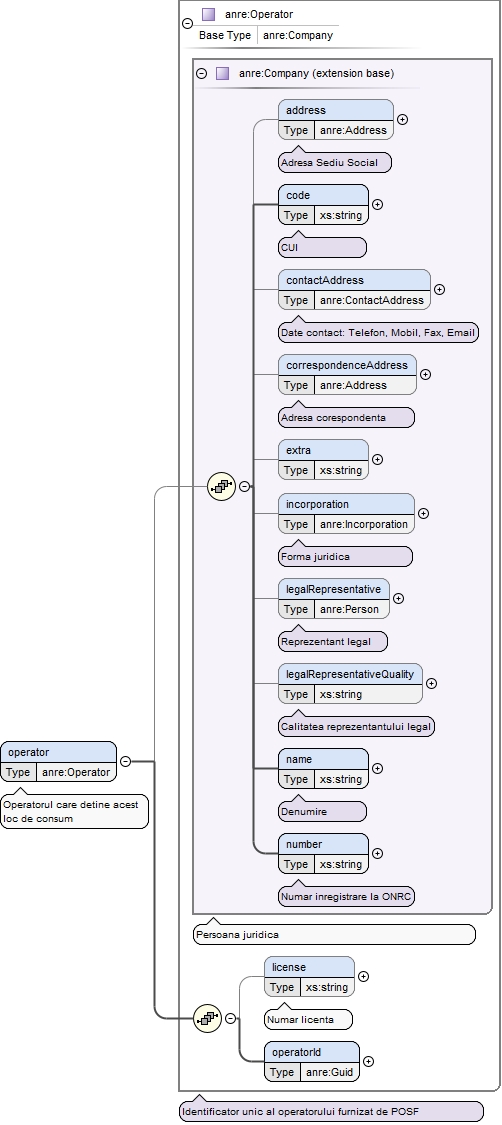 anre:Operator
Base Type anre:Company
anre:Company (extension base)
address
Type anre:Address
Adresa Sediu Social
code
Type xs:string
CUI
contactAddress
Type anre:ContactAddress
Date contact: Telefon, Mobil, Fax, Email
correspondenceAddress
Type anre:Address
Adresa corespondenta
extra
Type xs:string
incorporation
Type anre:Incorporation
Forma juridica
legalRepresentative
Type anre:Person
Reprezentant legal
legalRepresentativeQuality
Type xs:string
Calitatea reprezentantului legal
operator
Type anre:Operator
Operatorul care detine acest
loc de consum
name
Type xs:string
Denumire
number
Type xs:string
Numar inregistrare la ONRC
Persoana juridica
license
Type xs:string
Numar licenta
operatorId
Type anre:Guid
Identificator unic al operatorului furnizat de POSF